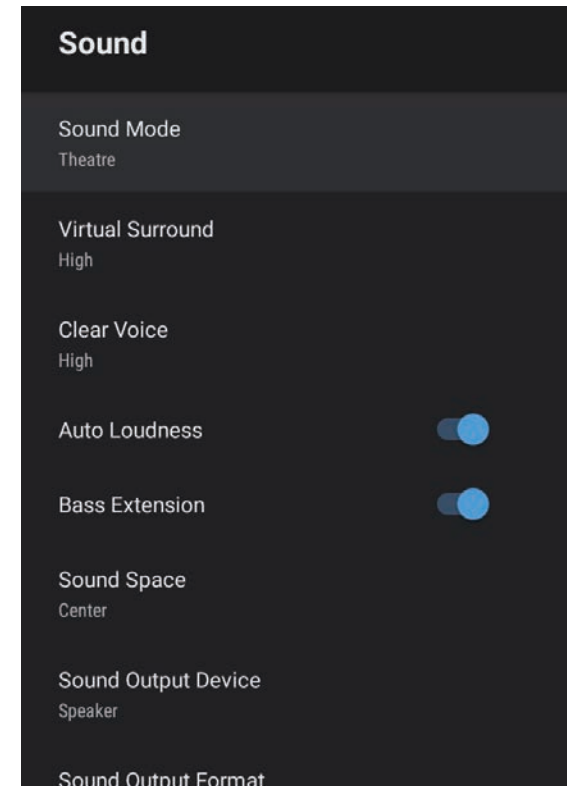 Sound
Sound Mode
Theatre
Virtual Surround
High
Clear Voice
High
Auto Loudness
Bass Extension
Sound Space
Center
Sound Output Device
Speaker
Sound Output Format